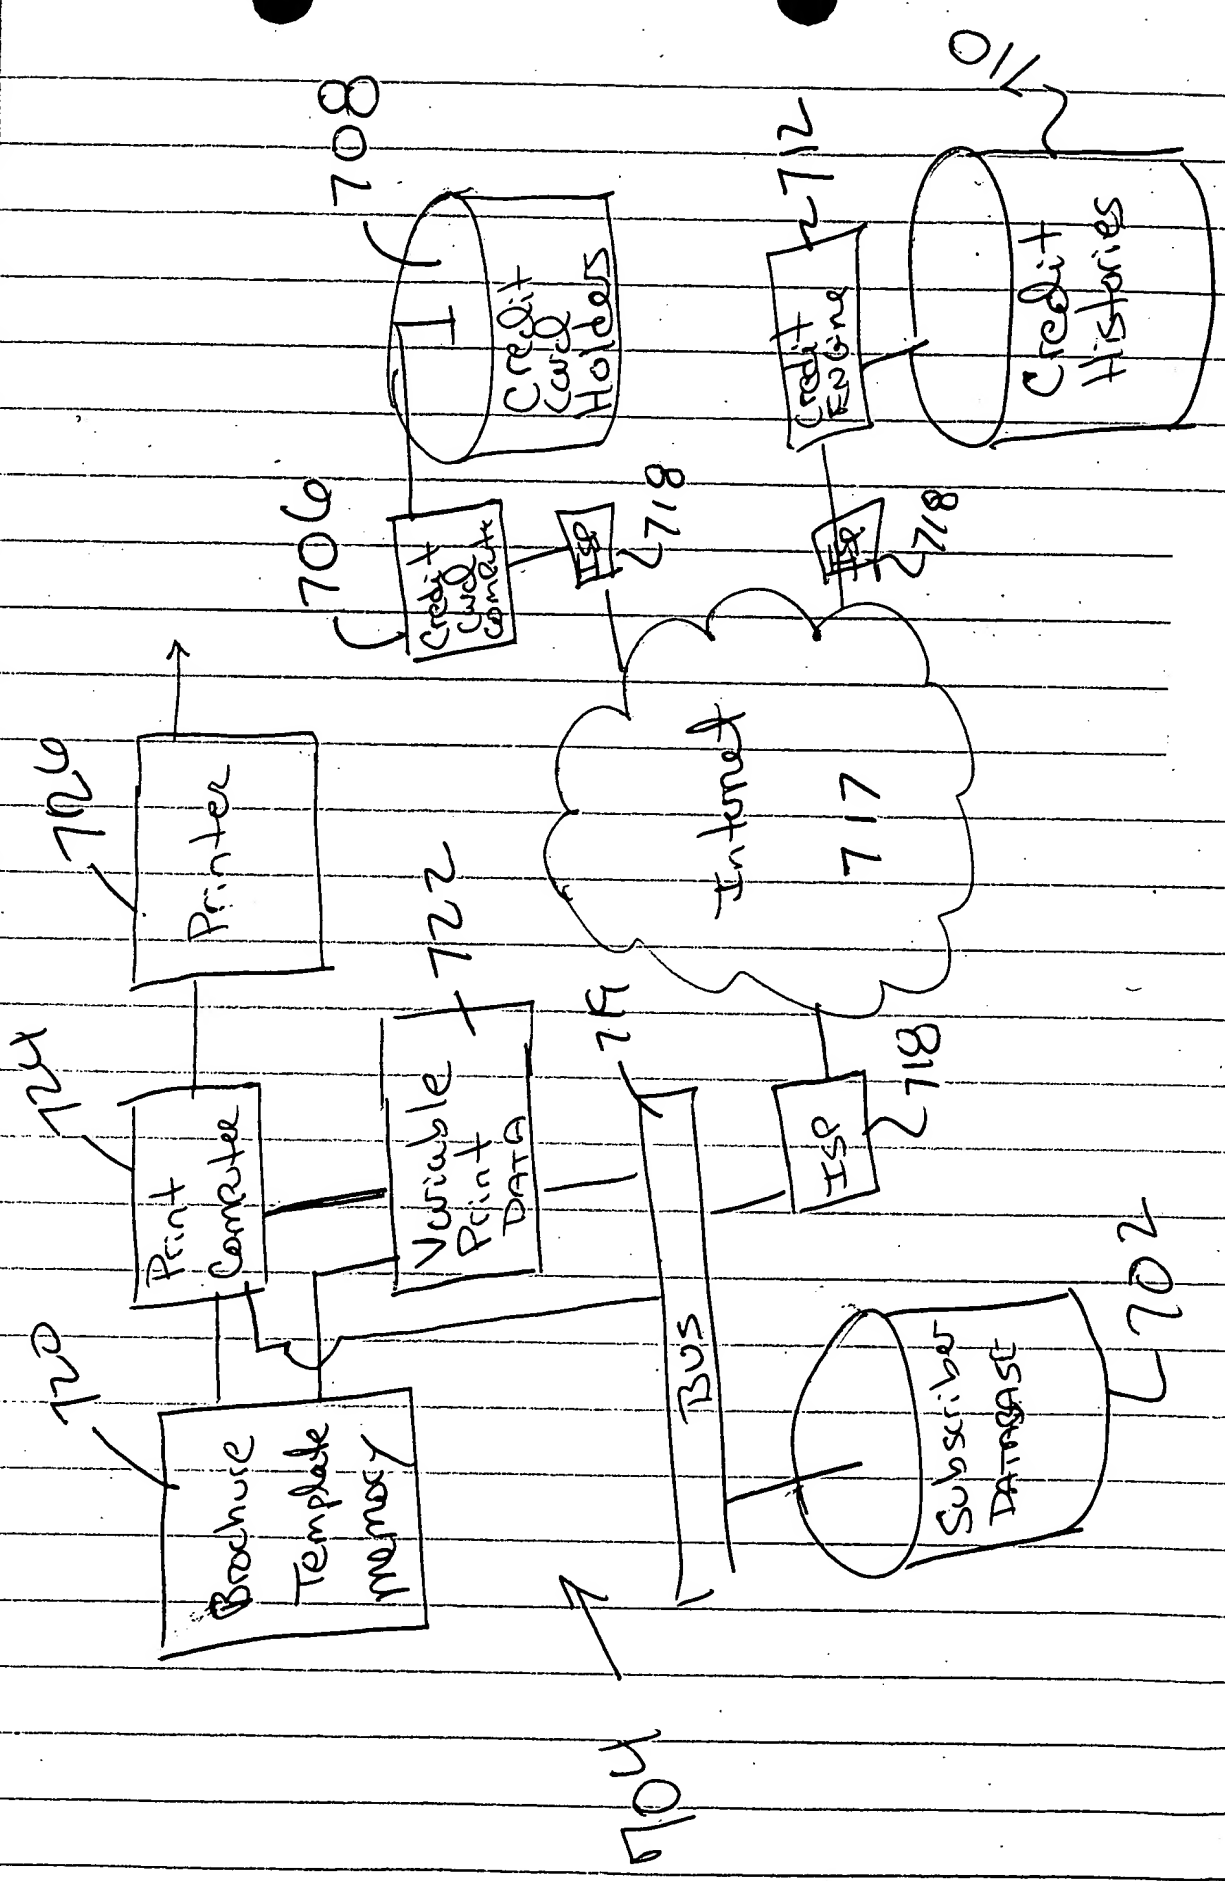 720
724
726
Brochure
Template
memory
Print
Computer
Printer
Variable
Print
DATA
722
706
708
Credit
Card
Computer
Credit
Card
Holders
ISP
718
704
BUS
Internet
717
ISP
718
ISP
718
Credit
ENGine
712
Subscriber
DATABASE
702
Credit
Histories
710